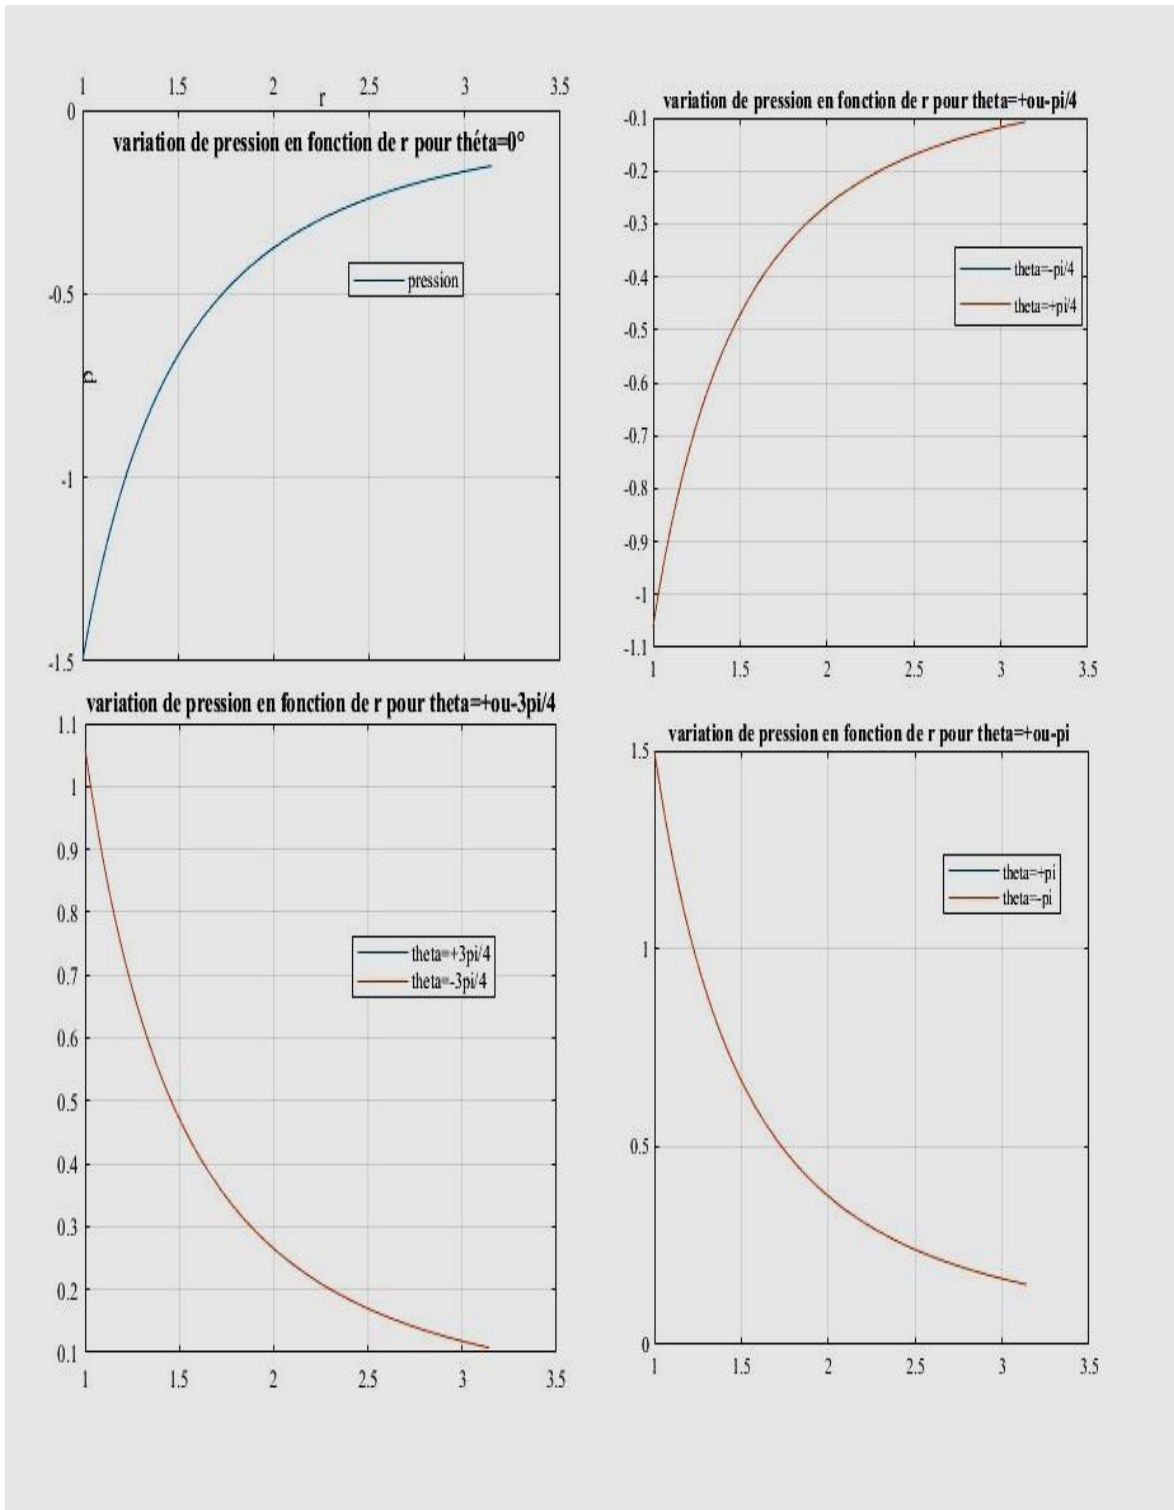 1 1.5 2 2.5 3 3.5
r
0
variation de pression en fonction de r pour théta=0°
pression
-0.5
p
-1
-1.5
variation de pression en fonction de r pour theta=+ou-pi/4
-0.1
-0.2
-0.3
theta=-pi/4
-0.4
theta=+pi/4
-0.5
-0.6
-0.7
-0.8
-0.9
-1
-1.1
1 1.5 2 2.5 3 3.5
variation de pression en fonction de r pour theta=+ou-3pi/4
1.1
1
0.9
0.8
theta=+3pi/4
0.7
theta=-3pi/4
0.6
0.5
0.4
0.3
0.2
0.1
1 1.5 2 2.5 3 3.5
variation de pression en fonction de r pour theta=+ou-pi
1.5
theta=+pi
theta=-pi
1
0.5
0
1 1.5 2 2.5 3 3.5